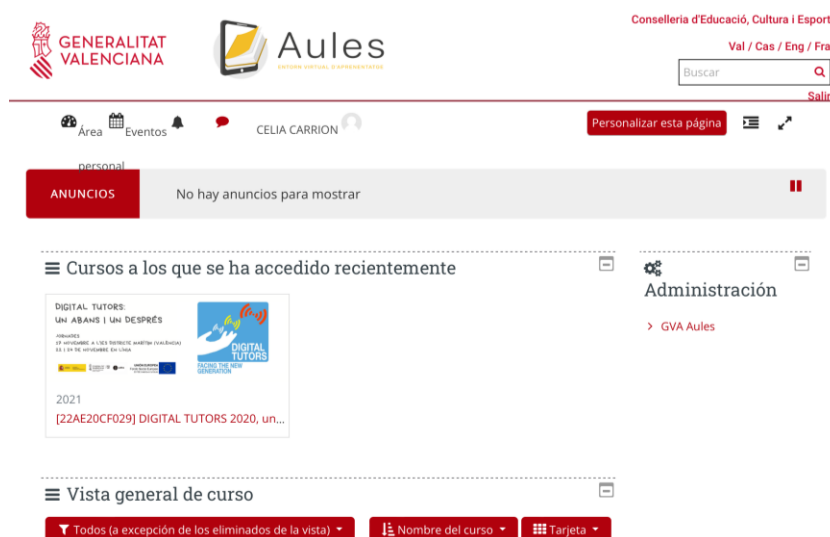 Conselleria d'Educació, Cultura i Esport
GENERALITAT
VALENCIANA
Aules
ENTORN VIRTUAL D'APRENENTATGE
Val / Cas / Eng / Fra
Buscar
Salir
Área
personal
Eventos
CELIA CARRION
Personalizar esta página
ANUNCIOS
No hay anuncios para mostrar
Cursos a los que se ha accedido recientemente
DIGITAL TUTORS:
UN ABANS I UN DESPRÉS
DIGITAL
TUTORS
FACING THE NEW
GENERATION
2021
[22AE20CF029] DIGITAL TUTORS 2020, un...
Administración
GVA Aules
Vista general de curso
Todos (a excepción de los eliminados de la vista)
Nombre del curso
Tarjeta